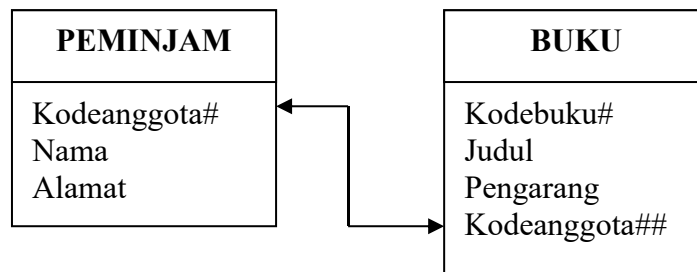 PEMINJAM
Kodeanggota#
Nama
Alamat
BUKU
Kodebuku#
Judul
Pengarang
Kodeanggota##